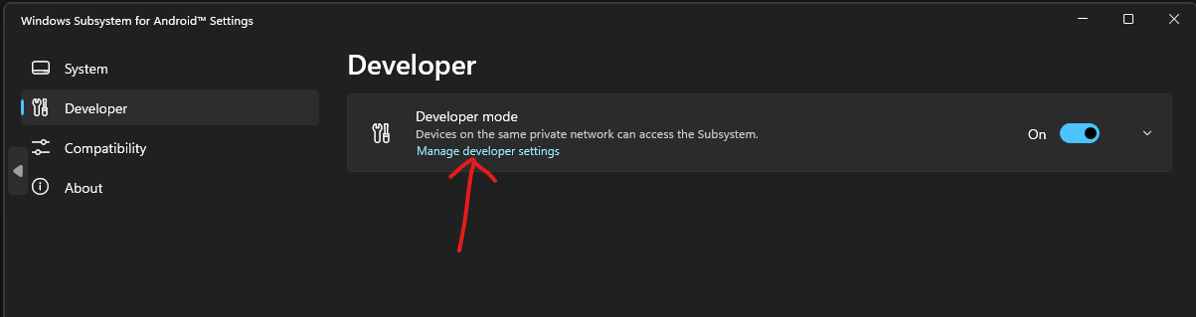 Windows Subsystem for Android™ Settings
System
Developer
Compatibility
About
Developer
Developer mode
Devices on the same private network can access the Subsystem.
Manage developer settings
On